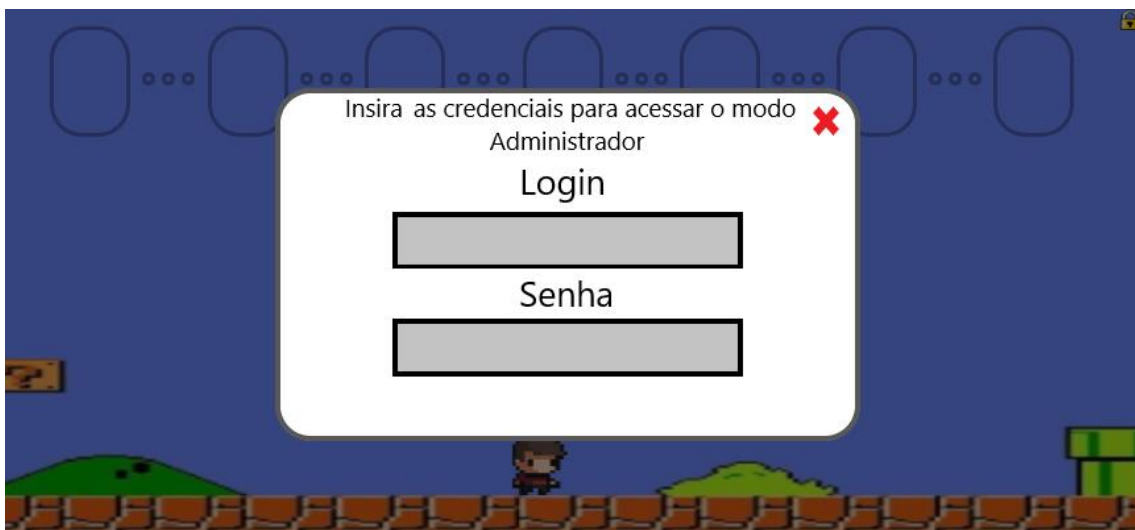 Insira as credenciais para acessar o modo
Administrador
Login
Senha
?